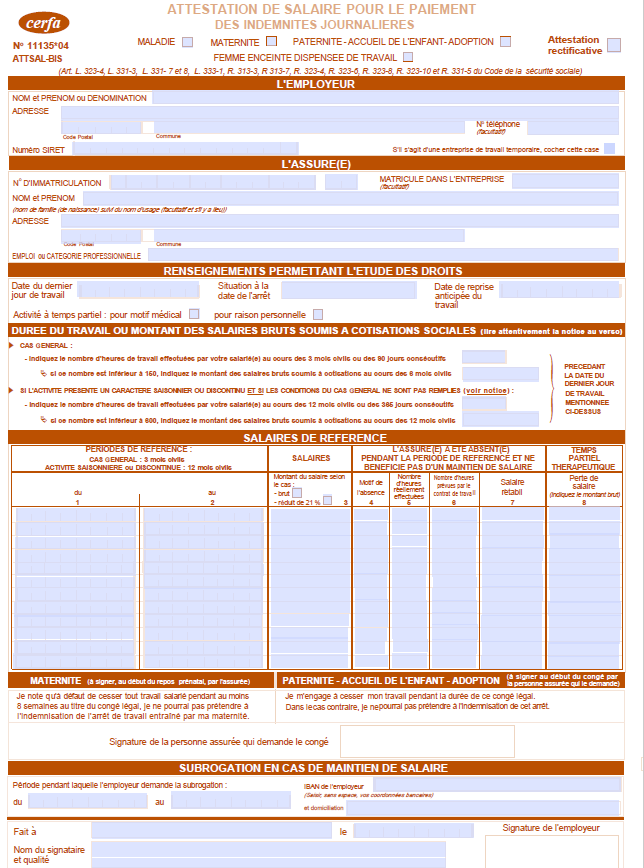 ATTESTATION DE SALAIRE POUR LE PAIEMENT
DES INDEMNITES JOURNALIERES
cerfa
N° 11135*04
ATTSAL-BIS
MALADIE MATERNITE PATERNITE - ACCUEIL DE L'ENFANT- ADOPTION
Attestation
rectificative
FEMME ENCEINTE DISPENSEE DE TRAVAIL
(Art. L. 323-4, L. 331-3, L. 331- 7 et 8, L. 333-1, R. 313-3, R 313-7, R. 323-4, R. 323-6, R. 323-8, R. 323-10 et R. 331-5 du Code de la sécurité sociale)
L'EMPLOYEUR
NOM et PRENOM ou DENOMINATION
ADRESSE
N° téléphone
(facultatif)
Code Postal Commune
Numéro SIRET S'il s'agit d'une entreprise de travail temporaire, cocher cette case
L'ASSURE(E)
N° D'IMMATRICULATION MATRICULE DANS L'ENTREPRISE
(facultatif)
NOM et PRENOM
(nom de famille (de naissance) suivi du nom d'usage (facultatif et s'il y a lieu))
ADRESSE
Code Postal Commune
EMPLOI ou CATEGORIE PROFESSIONNELLE
RENSEIGNEMENTS PERMETTANT L'ETUDE DES DROITS
Date du dernier
jour de travail
Situation à la
date de l'arrêt
Date de reprise
anticipée du
travail
Activité à temps partiel : pour motif médical pour raison personnelle
DUREE DU TRAVAIL OU MONTANT DES SALAIRES BRUTS SOUMIS A COTISATIONS SOCIALES (lire attentivement la notice au verso)
CAS GENERAL :
- Indiquez le nombre d'heures de travail effectuées par votre salarié(e) au cours des 3 mois civils ou des 90 jours consécutifs
si ce nombre est inférieur à 150, indiquez le montant des salaires bruts soumis à cotisations au cours des 6 mois civils
SI L'ACTIVITE PRESENTE UN CARACTERE SAISONNIER OU DISCONTINU ET SI LES CONDITIONS DU CAS GENERAL NE SONT PAS REMPLIES (voir notice) :
- Indiquez le nombre d'heures de travail effectuées par votre salarié(e) au cours des 12 mois civils ou des 365 jours consécutifs
si ce nombre est inférieur à 600, indiquez le montant des salaires bruts soumis à cotisations au cours des 12 mois civils
PRECEDANT
LA DATE DU
DERNIER JOUR
DE TRAVAIL
MENTIONNEE
CI-DESSUS
SALAIRES DE REFERENCE
PERIODES DE REFERENCE :
CAS GENERAL : 3 mois civils
ACTIVITE SAISONNIERE ou DISCONTINUE : 12 mois civils
SALAIRES
L'ASSURE(E) A ETE ABSENT(E)
PENDANT LA PERIODE DE REFERENCE ET NE
BENEFICIE PAS D'UN MAINTIEN DE SALAIRE
TEMPS
PARTIEL
THERAPEUTIQUE
du
1
au
2
Montant du salaire selon
le cas :
- brut
- réduit de 21 % 3
Motif de
l'absence
4
Nombre
d'heures
réellement
effectuées
5
Nombre d'heures
prévues par le
contrat de travail
6
Salaire
rétabli
7
Perte de
salaire
(Indiquez le montant brut)
8
MATERNITE (à signer, au début du repos prénatal, par l'assurée)
PATERNITE - ACCUEIL DE L'ENFANT - ADOPTION (à signer au début du congé par
la personne assurée qui le demande)
Je note qu'à défaut de cesser tout travail salarié pendant au moins
8 semaines au titre du congé légal, je ne pourrai pas prétendre à
l'indemnisation de l'arrêt de travail entraîné par ma maternité.
Je m'engage à cesser mon travail pendant la durée de ce congé légal.
Dans le cas contraire, je ne pourrai pas prétendre à l'indemnisation de cet arrêt.
Signature de la personne assurée qui demande le congé
SUBROGATION EN CAS DE MAINTIEN DE SALAIRE
Période pendant laquelle l'employeur demande la subrogation :
du au
IBAN de l'employeur
(Saisir, sans espace, vos coordonnées bancaires)
et domiciliation
Fait à le Signature de l'employeur
Nom du signataire
et qualité